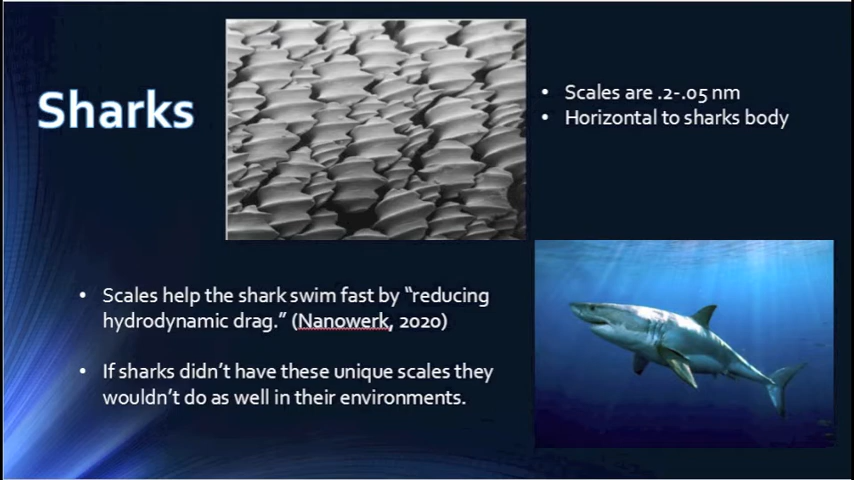 Sharks
• Scales are .2-.05 nm
• Horizontal to sharks body
• Scales help the shark swim fast by “reducing
hydrodynamic drag.” (Nanowerk, 2020)
• If sharks didn’t have these unique scales they
wouldn’t do as well in their environments.